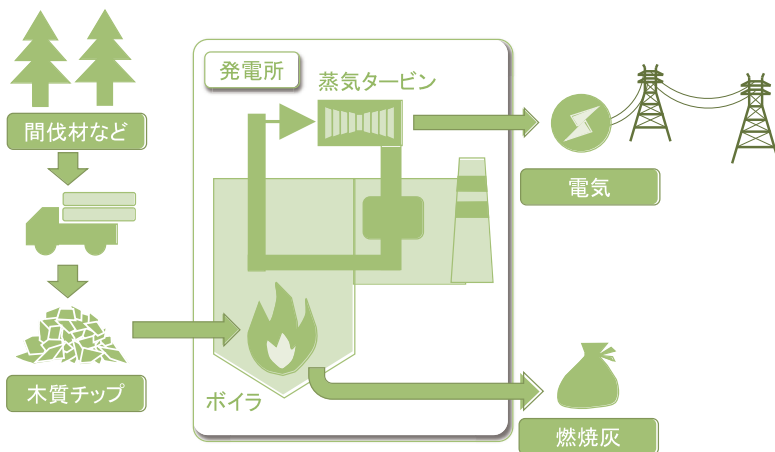 発電所
蒸気タービン
間伐材など
電気
木質チップ
ボイラ
燃焼灰